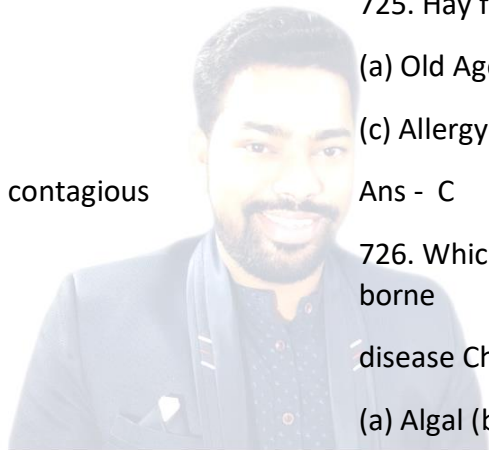 contagious
725. Hay f
(a) Old Ag
(c) Allergy
Ans - C
726. Whic
borne
disease Ch
(a) Algal (b